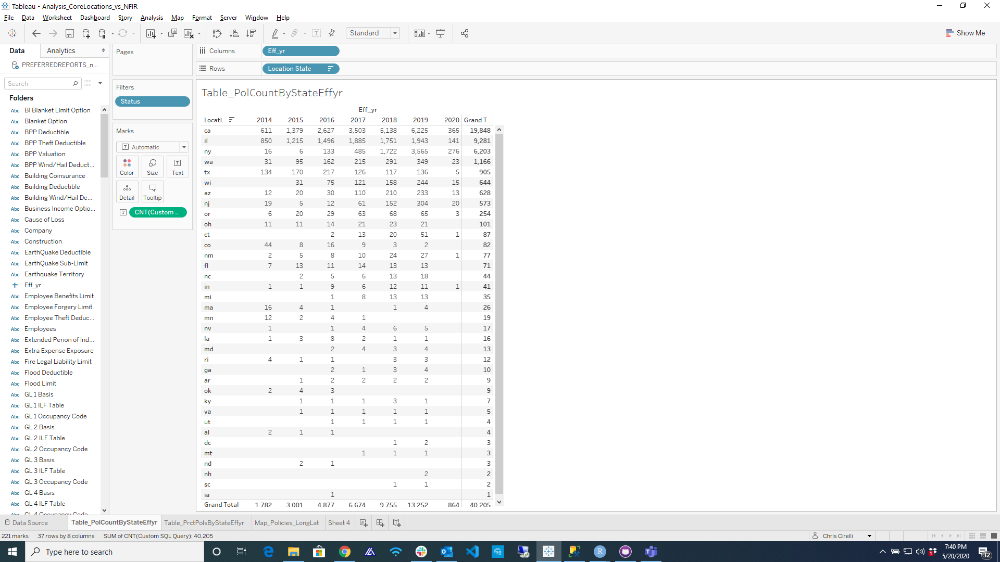 Tableau - Analysis_CoreLocations_vs_NFIR
File Data Worksheet Dashboard Story Analysis Map Format Server Window Help
Standard
Show Me
Data Analytics
PREFERREDREPORTS_n...
Search
Folders
Abc BI Blanket Limit Option
Abc Blanket Option
Abc BPP Deductible
Abc BPP Theft Deductible
Abc BPP Valuation
Abc BPP Wind/Hail Deduct...
Abc Building Coinsurance
Abc Building Deductible
Abc Building Wind/Hail De...
Abc Business Income Optio...
Abc Cause of Loss
Abc Company
Abc Construction
Abc EarthQuake Deductible
Abc EarthQuake Sub-Limit
Abc Earthquake Territory
# Eff_yr
Abc Employee Benefits Limit
Abc Employee Forgery Limit
Abc Employee Theft Deduc...
Abc Employees
Abc Extended Perion of Ind...
Abc Extra Expense Exposure
Abc Fire Legal Liability Limit
Abc Flood Deductible
Abc Flood Limit
Abc GL 1 Basis
Abc GL 1 ILF Table
Abc GL 1 Occupancy Code
Abc GL 2 Basis
Abc GL 2 ILF Table
Abc GL 2 Occupancy Code
Abc GL 3 Basis
Abc GL 3 ILF Table
Abc GL 3 Occupancy Code
Abc GL 4 Basis
Abc GL 4 ILF Table
Abc GL 4 Occupancy Code
Pages
Filters
Status
Marks
T Automatic
Color Size T Text
Detail Tooltip
T CNT(Custom ..
Columns Eff_yr
Rows Location State
Table_PolCountByStateEffyr
Eff_yr
Locati.. 2014 2015 2016 2017 2018 2019 2020 Grand T..
ca 611 1,379 2,627 3,503 5,138 6,225 365 19,848
il 850 1,215 1,496 1,885 1,751 1,943 141 9,281
ny 16 6 133 485 1,722 3,565 276 6,203
wa 31 95 162 215 291 349 23 1,166
tx 134 170 217 126 117 136 5 905
wi 31 75 121 158 244 15 644
az 12 20 30 110 210 233 13 628
nj 19 5 12 61 152 304 20 573
or 6 20 29 63 68 65 3 254
oh 11 11 14 21 23 21 101
ct 2 13 20 51 1 87
co 44 8 16 9 3 2 82
nm 2 5 8 10 24 27 1 77
fl 7 13 11 14 13 13 71
nc 2 5 6 13 18 44
in 1 1 9 6 12 11 1 41
mi 1 8 13 13 35
ma 16 4 1 1 4 26
mn 12 2 4 1 19
nv 1 1 4 6 5 17
la 1 3 8 2 1 1 16
md 2 4 3 4 13
ri 4 1 1 3 3 12
ga 2 1 3 4 10
ar 1 2 2 2 2 9
ok 2 4 3 9
ky 1 1 1 3 1 7
va 1 1 1 1 1 5
ut 1 1 1 1 4
al 2 1 1 4
dc 1 2 3
mt 1 1 1 3
nd 2 1 3
nh 2 2
sc 1 1 2
ia 1 1
Grand Total 1,782 3,001 4,877 6,674 9,755 13,252 864 40,205
Data Source Table_PolCountByStateEffyr Table_PrctPolsByStateEffyr Map_Policies_LongLat Sheet 4
221 marks 37 rows by 8 columns SUM of CNT(Custom SQL Query): 40,205
Chris Cirelli
Type here to search
7:40 PM
5/20/2020
32